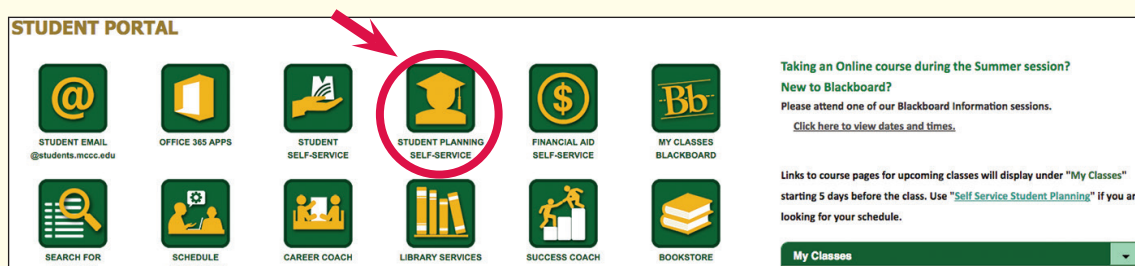 STUDENT PORTAL
@
STUDENT EMAIL
@students.mccc.edu
OFFICE 365 APPS
M
STUDENT
SELF-SERVICE
STUDENT PLANNING
SELF-SERVICE
$
FINANCIAL AID
SELF-SERVICE
Bb
MY CLASSES
BLACKBOARD
SEARCH FOR
SCHEDULE
CAREER COACH
LIBRARY SERVICES
SUCCESS COACH
BOOKSTORE
Taking an Online course during the Summer session?
New to Blackboard?
Please attend one of our Blackboard Information sessions.
Click here to view dates and times.
Links to course pages for upcoming classes will display under "My Classes"
starting 5 days before the class. Use "Self Service Student Planning" if you ar
looking for your schedule.
My Classes